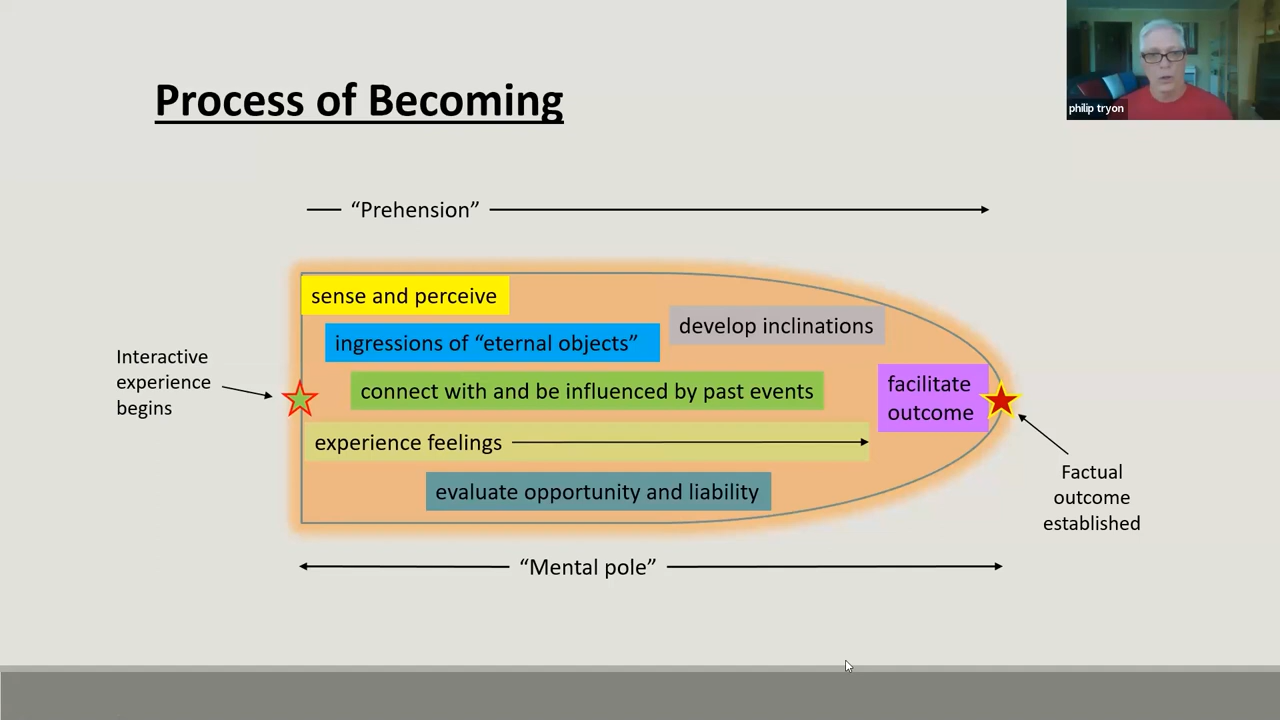 Process of Becoming
philip tryon
“Prehension”
sense and perceive
develop inclinations
ingressions of “eternal objects”
Interactive
experience
begins
connect with and be influenced by past events
facilitate
outcome
experience feelings
evaluate opportunity and liability
Factual
outcome
established
“Mental pole”